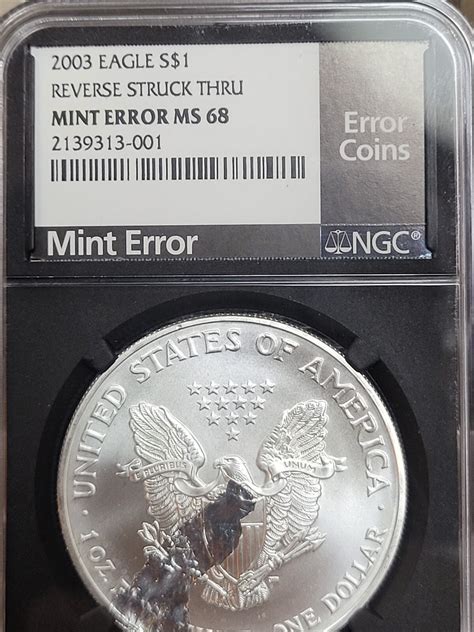 2003 EAGLE S$1
REVERSE STRUCK THRU
MINT ERROR MS 68
2139313-001
Error
Coins
Mint Error
NGC®
UNITED STATES OF AMERICA
E PLURIBUS UNUM
1 OZ.
ONE DOLLAR